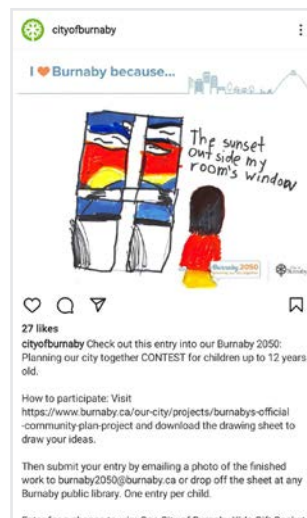 cityofburnaby
I ❤ Burnaby because...
The sunset
outside my
room's window
Burnaby 2050
Burnaby
27 likes
cityofburnaby Check out this entry into our Burnaby 2050:
Planning our city together CONTEST for children up to 12 years
old.
How to participate: Visit
https://www.burnaby.ca/our-city/projects/burnabys-official
-community-plan-project and download the drawing sheet to
draw your ideas.
Then submit your entry by emailing a photo of the finished
work to burnaby2050@burnaby.ca or drop off the sheet at any
Burnaby public library. One entry per child.